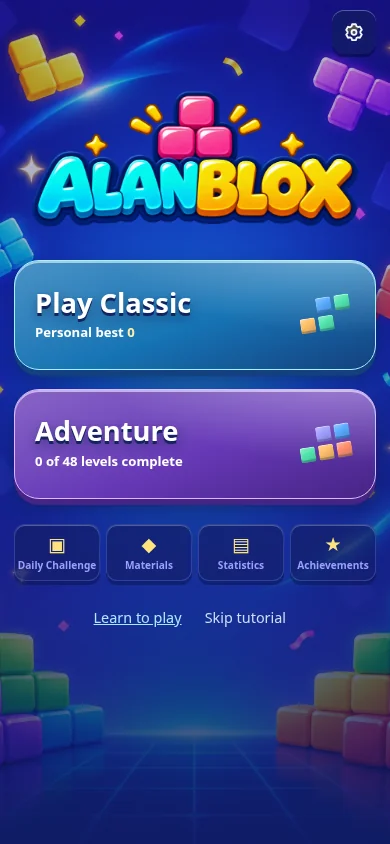 ALANBLOX
Play Classic
Personal best 0
Adventure
0 of 48 levels complete
Daily Challenge
Materials
Statistics
Achievements
Learn to play
Skip tutorial